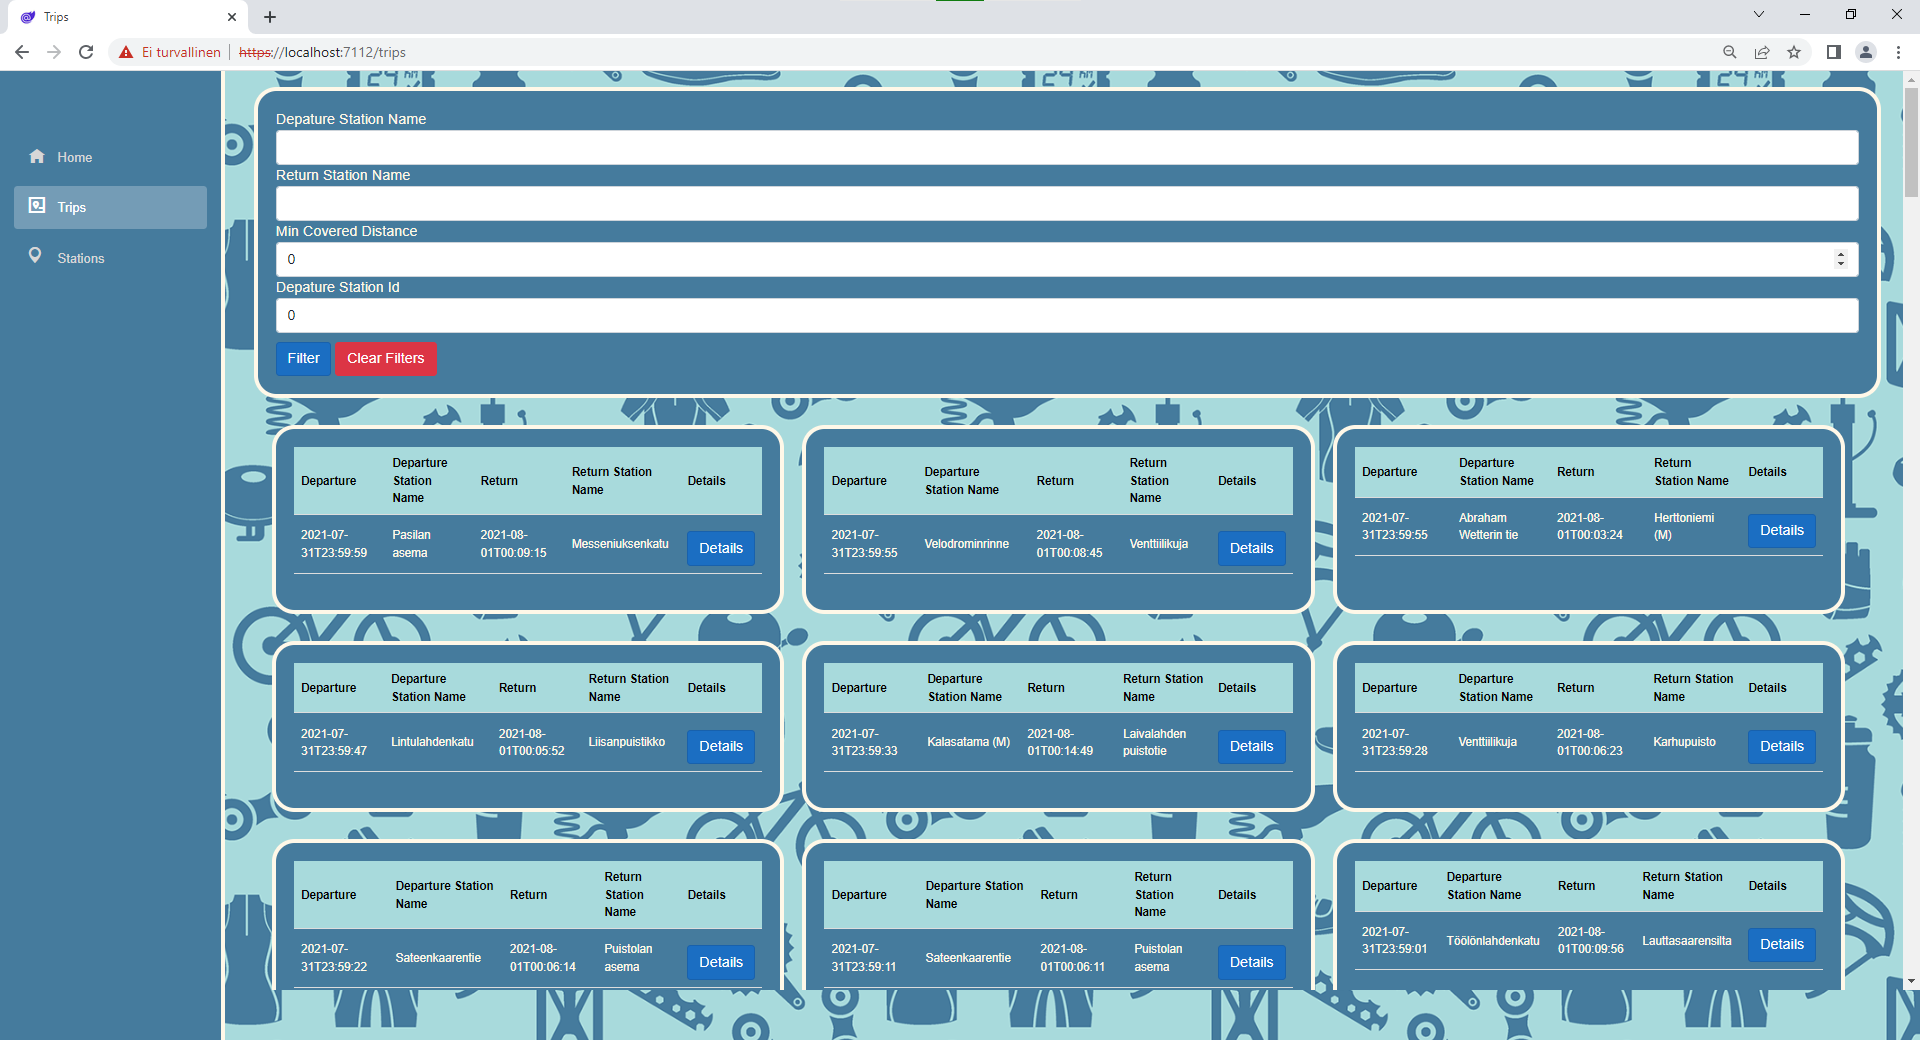 Trips
Ei turvallinen
https://localhost:7112/trips
Home
Trips
Stations
Depature Station Name
Return Station Name
Min Covered Distance
0
Depature Station Id
0
Filter
Clear Filters
Departure
Departure
Station
Name
Return
Return Station
Name
Details
2021-07-
31T23:59:59
Pasilan
asema
2021-08-
01T00:09:15
Messeniuksenkatu
Details
Departure
Departure
Station Name
Return
Return
Station
Name
Details
2021-07-
31T23:59:55
Velodrominrinne
2021-08-
01T00:08:45
Venttiilikuja
Details
Departure
Departure
Station Name
Return
Return
Station Name
Details
2021-07-
31T23:59:55
Abraham
Wetterin tie
2021-08-
01T00:03:24
Herttoniemi
(M)
Details
Departure
Departure
Station Name
Return
Return Station
Name
Details
2021-07-
31T23:59:47
Lintulahdenkatu
2021-08-
01T00:05:52
Liisanpuistikko
Details
Departure
Departure
Station Name
Return
Return Station
Name
Details
2021-07-
31T23:59:33
Kalasatama (M)
2021-08-
01T00:14:49
Laivalahden
puistotie
Details
Departure
Departure
Station Name
Return
Return Station
Name
Details
2021-07-
31T23:59:28
Venttiilikuja
2021-08-
01T00:06:23
Karhupuisto
Details
Departure
Departure Station
Name
Return
Return
Station
Name
Details
2021-07-
31T23:59:22
Sateenkaarentie
2021-08-
01T00:06:14
Puistolan
asema
Details
Departure
Departure Station
Name
Return
Return
Station
Name
Details
2021-07-
31T23:59:11
Sateenkaarentie
2021-08-
01T00:06:11
Puistolan
asema
Details
Departure
Departure
Station Name
Return
Return Station
Name
Details
2021-07-
31T23:59:01
Töölönlahdenkatu
2021-08-
01T00:09:56
Lauttasaarensilta
Details